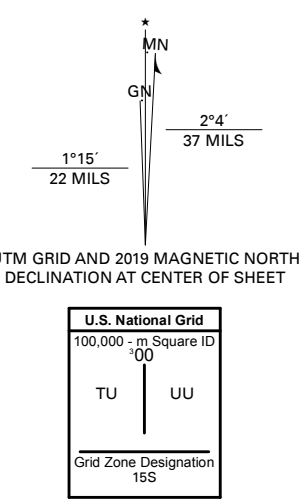 ★
MN
GN
2°4´
37 MILS
1°15´
22 MILS
UTM GRID AND 2019 MAGNETIC NORTH
DECLINATION AT CENTER OF SHEET
U.S. National Grid
100,000 - m Square ID
³00
TU UU
Grid Zone Designation
15S